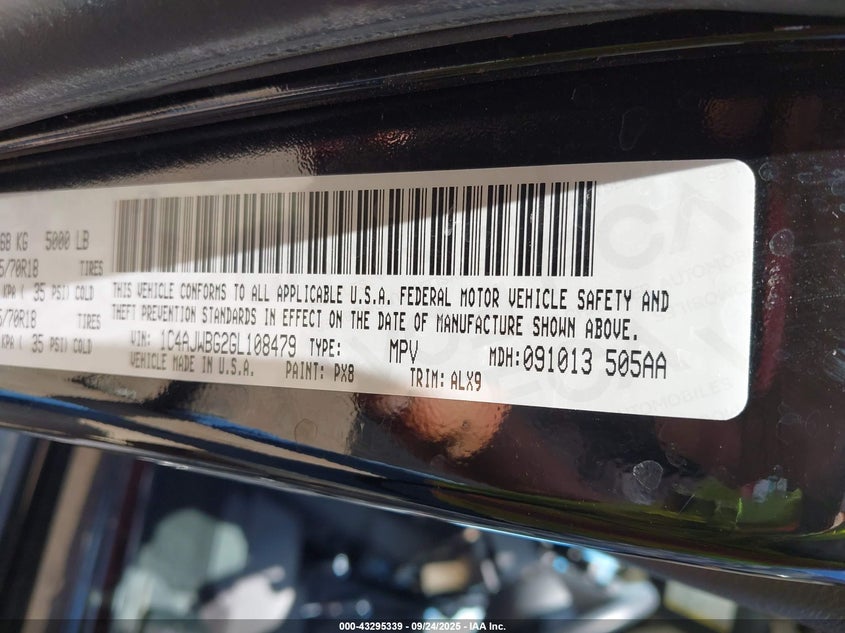 68 KG 5000 LB
5/70R18 TIRES
KPA ( 35 PSI) COLD
5/70R18 TIRES
KPA ( 35 PSI) COLD
THIS VEHICLE CONFORMS TO ALL APPLICABLE U.S.A. FEDERAL MOTOR VEHICLE SAFETY AND
THEFT PREVENTION STANDARDS IN EFFECT ON THE DATE OF MANUFACTURE SHOWN ABOVE.
VIN: 1C4AJWBG2GL108479 TYPE: MPV MDH: 091013 505AA
VEHICLE MADE IN U.S.A. PAINT: PX8 TRIM: ALX9
000-43295339 - 09/24/2025 - IAA Inc.